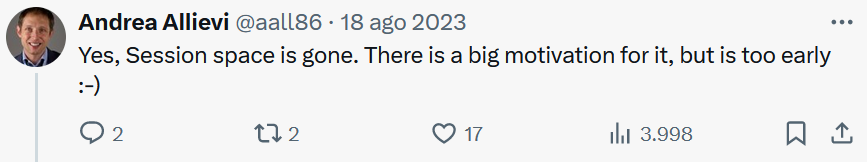 Andrea Allievi @aall86 · 18 ago 2023
Yes, Session space is gone. There is a big motivation for it, but is too early
:-)
2 2 17 3.998